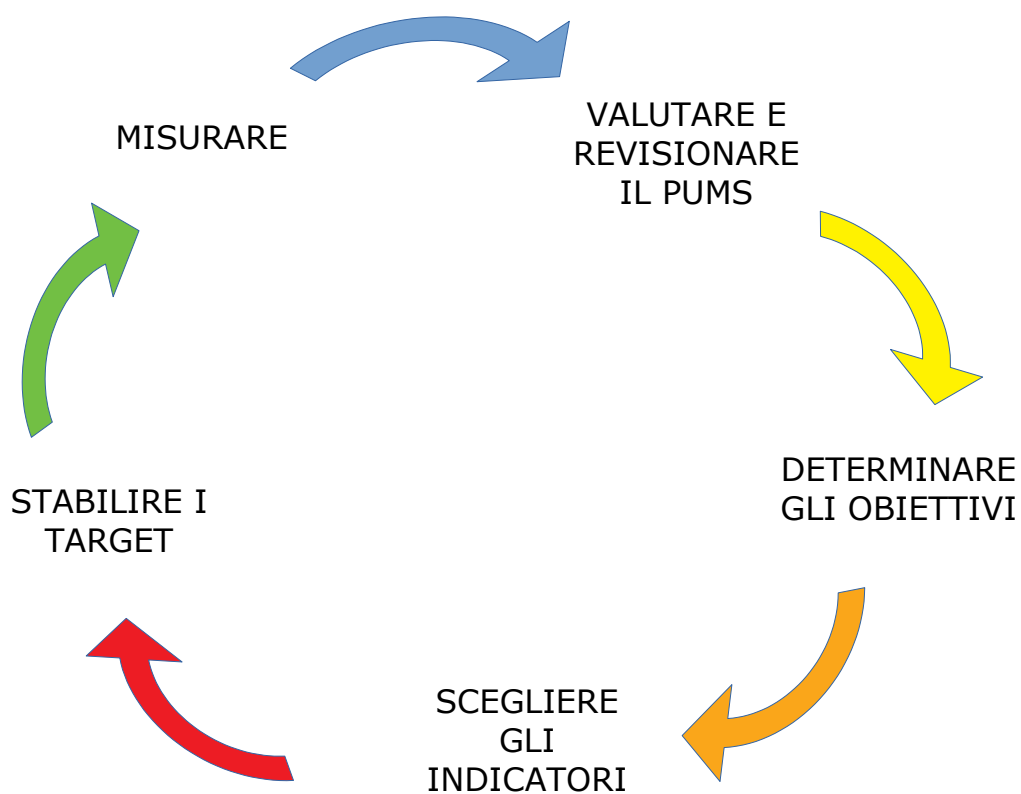 MISURARE
VALUTARE E
REVISIONARE
IL PUMS
DETERMINARE
GLI OBIETTIVI
STABILIRE I
TARGET
SCEGLIERE
GLI
INDICATORI